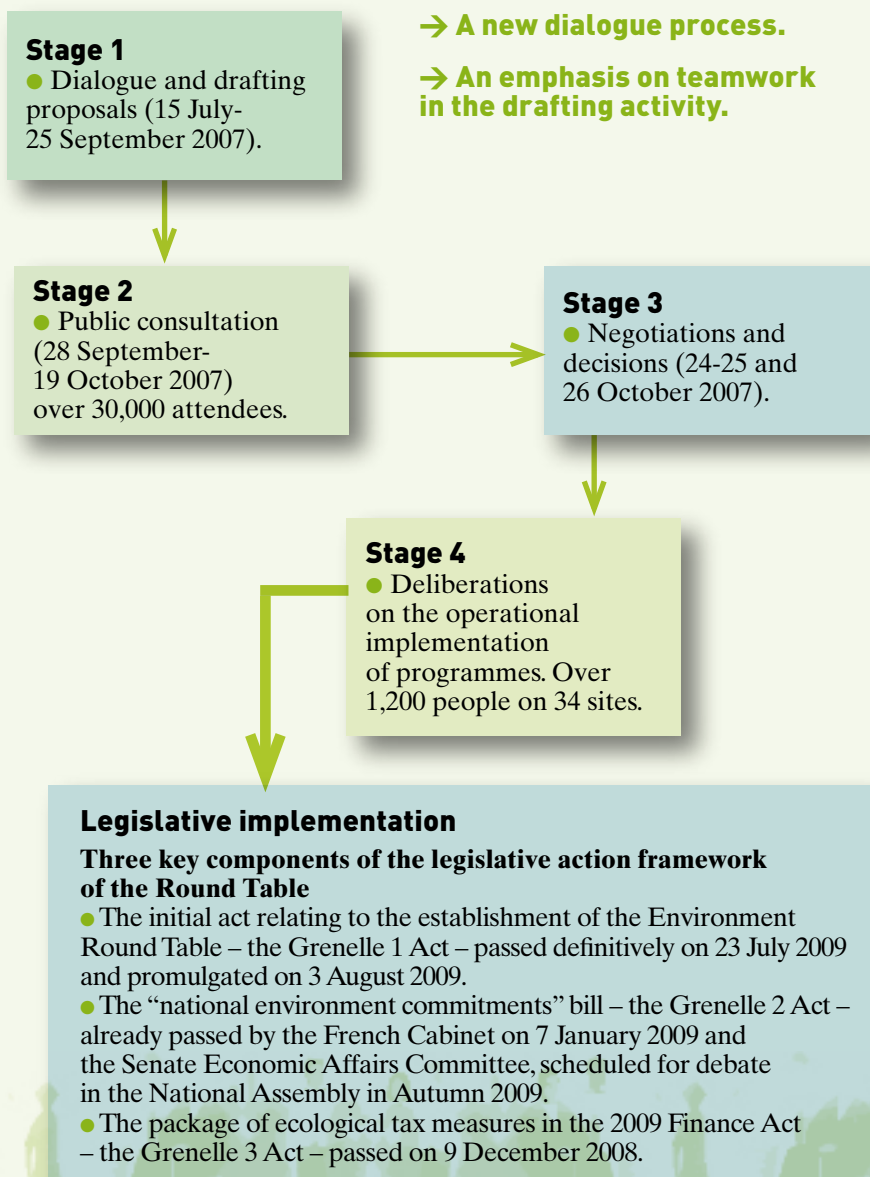 → A new dialogue process.
→ An emphasis on teamwork
in the drafting activity.
Stage 1
● Dialogue and drafting
proposals (15 July-
25 September 2007).
Stage 2
● Public consultation
(28 September-
19 October 2007)
over 30,000 attendees.
Stage 3
● Negotiations and
decisions (24-25 and
26 October 2007).
Stage 4
● Deliberations
on the operational
implementation
of programmes. Over
1,200 people on 34 sites.
Legislative implementation
Three key components of the legislative action framework
of the Round Table
● The initial act relating to the establishment of the Environment
Round Table – the Grenelle 1 Act – passed definitively on 23 July 2009
and promulgated on 3 August 2009.
● The “national environment commitments” bill – the Grenelle 2 Act –
already passed by the French Cabinet on 7 January 2009 and
the Senate Economic Affairs Committee, scheduled for debate
in the National Assembly in Autumn 2009.
● The package of ecological tax measures in the 2009 Finance Act
– the Grenelle 3 Act – passed on 9 December 2008.